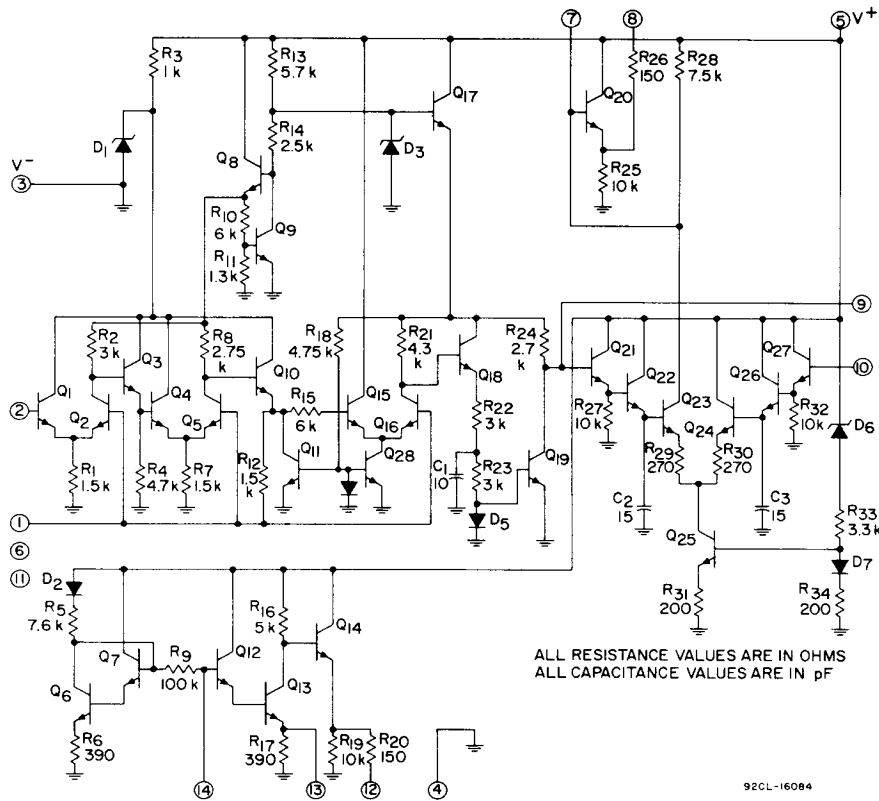 7 8 5 V+
R3 1k
R13 5.7k
R26 150
R28 7.5k
Q17
Q20
D1
R14 2.5k
D3
V- 3
Q8
R25 10k
R10 6k
Q9
R11 1.3k
9
R2 3k
Q3
R8 2.75k
Q10
R18 4.75k
R21 4.3k
R24 2.7k
Q21
Q27
Q1
Q4
R15 6k
Q15
Q18
Q22
Q26
10
2
Q2
Q5
Q16
R22 3k
R27 10k
Q23
R32 10k
D6
Q24
R1 1.5k
R4 4.7k
R7 1.5k
R12 1.5k
Q11
Q28
C1 10
R23 3k
Q19
R29 270
R30 270
C2 15
C3 15
1
D5
R33 3.3k
6
Q25
11
D2
D7
R5 7.6k
R16 5k
Q14
R31 200
R34 200
Q7
R9 100k
Q12
Q6
Q13
ALL RESISTANCE VALUES ARE IN OHMS
ALL CAPACITANCE VALUES ARE IN pF
R6 390
R17 390
R19 10k
R20 150
14 13 12 4
92CL-16084